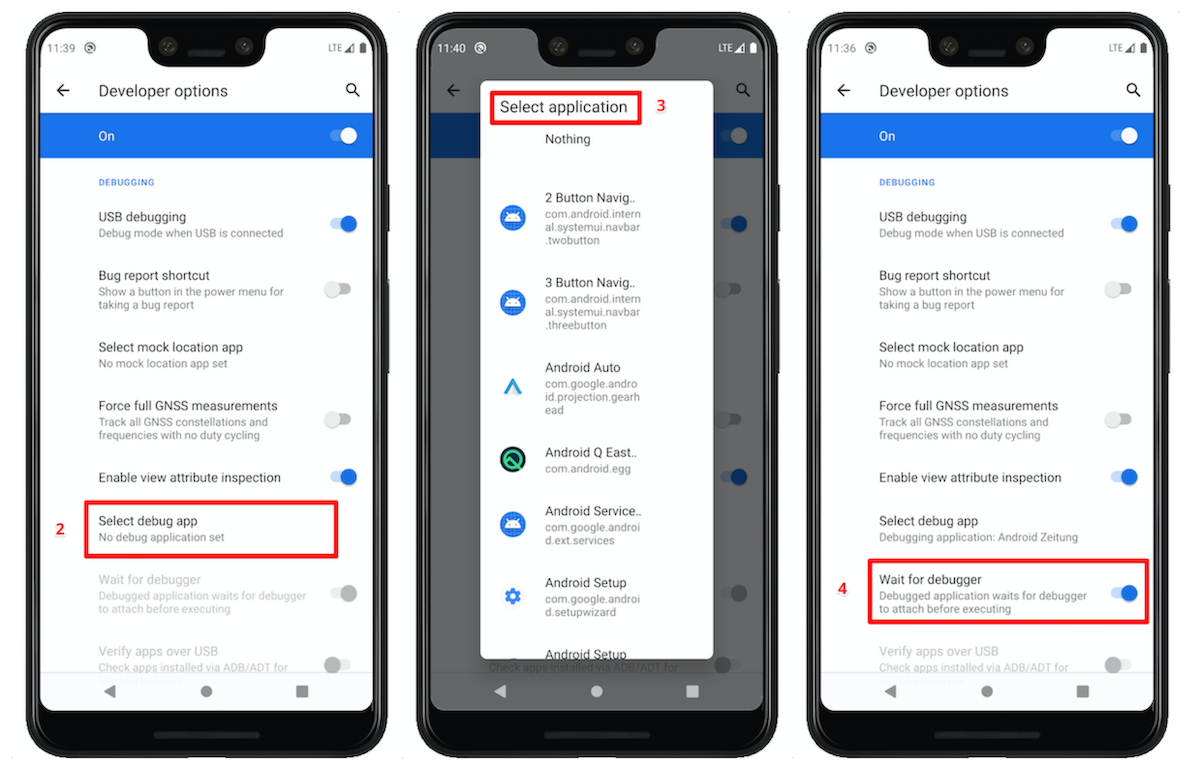 11:39
LTE
Developer options
On
DEBUGGING
USB debugging
Debug mode when USB is connected
Bug report shortcut
Show a button in the power menu for
taking a bug report
Select mock location app
No mock location app set
Force full GNSS measurements
Track all GNSS constellations and
frequencies with no duty cycling
Enable view attribute inspection
2
Select debug app
No debug application set
Wait for debugger
Debugged application waits for debugger
to attach before executing
Verify apps over USB
Check apps installed via ADB/ADT for
11:40
LTE
Select application
3
Nothing
2 Button Navig..
com.android.intern
al.systemui.navbar
.twobutton
3 Button Navig..
com.android.intern
al.systemui.navbar
.threebutton
Android Auto
com.google.andro
id.projection.gearh
ead
Android Q East..
com.android.egg
Android Service..
com.google.androi
d.ext.services
Android Setup
com.google.androi
d.setupwizard
Android Setup
Check apps installed via ADB/ADT for
11:36
LTE
Developer options
On
DEBUGGING
USB debugging
Debug mode when USB is connected
Bug report shortcut
Show a button in the power menu for
taking a bug report
Select mock location app
No mock location app set
Force full GNSS measurements
Track all GNSS constellations and
frequencies with no duty cycling
Enable view attribute inspection
Select debug app
Debugging application: Android Zeitung
4
Wait for debugger
Debugged application waits for debugger
to attach before executing
Verify apps over USB
Check apps installed via ADB/ADT for